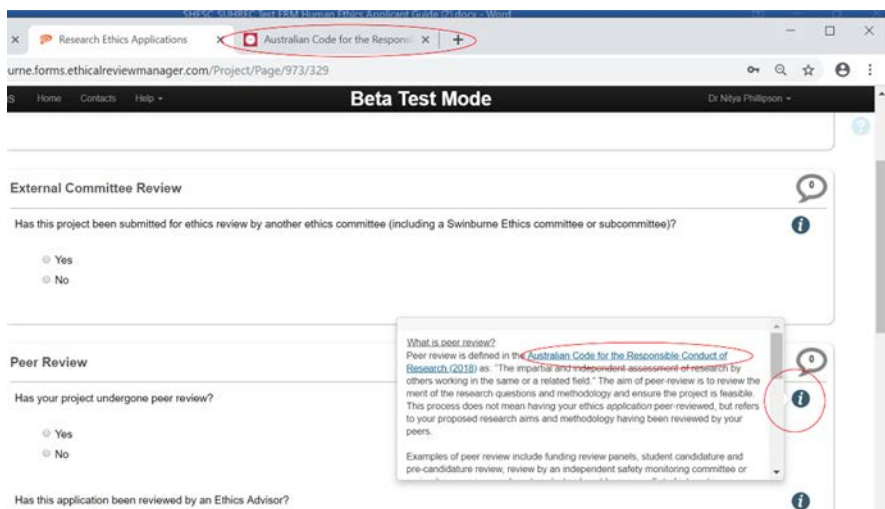 SHESC_SUHREC Test ERM Human Ethics Applicant Guide (2).docx - Word
Research Ethics Applications
Australian Code for the Respons
urne.forms.ethicalreviewmanager.com/Project/Page/973/329
s Home Contacts Help Beta Test Mode Dr Nitya Phillipson
External Committee Review 0
Has this project been submitted for ethics review by another ethics committee (including a Swinburne Ethics committee or subcommittee)?
Yes
No
What is peer review?
Peer review is defined in the Australian Code for the Responsible Conduct of
Research (2018) as: "The impartial and independent assessment of research by
others working in the same or a related field." The aim of peer-review is to review the
merit of the research questions and methodology and ensure the project is feasible.
This process does not mean having your ethics application peer-reviewed, but refers
to your proposed research aims and methodology having been reviewed by your
peers.
Examples of peer review include funding review panels, student candidature and
pre-candidature review, review by an independent safety monitoring committee or
Peer Review 0
Has your project undergone peer review?
Yes
No
Has this application been reviewed by an Ethics Advisor?